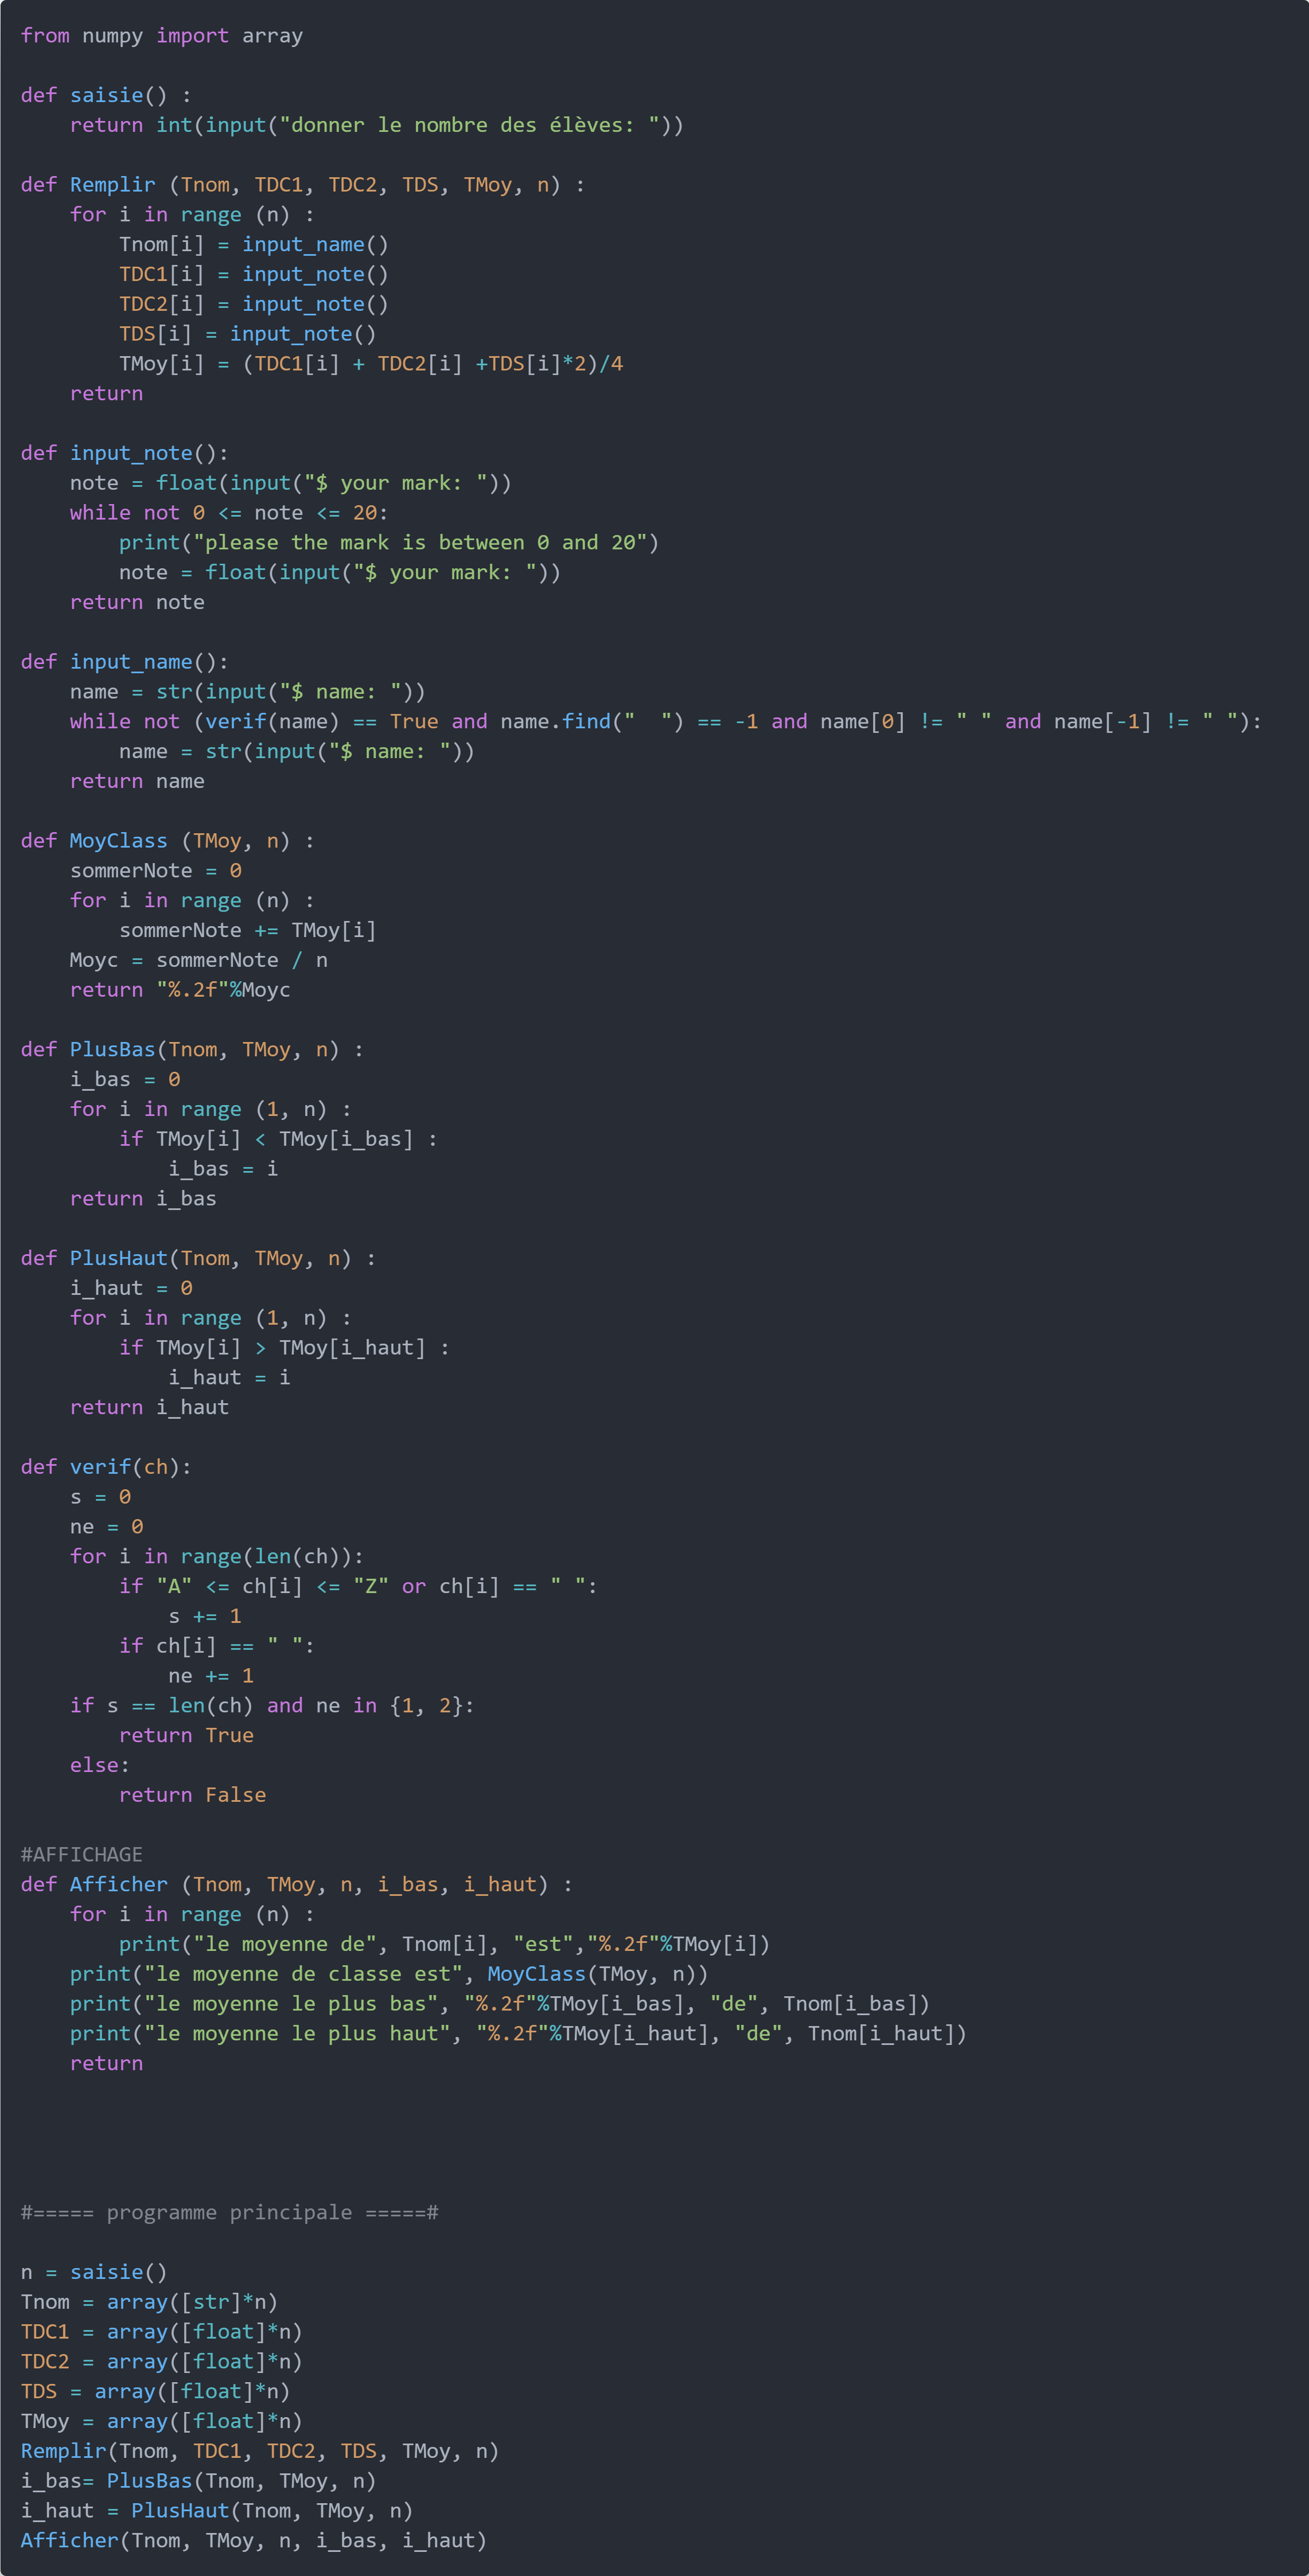 from numpy import array
def saisie() :
    return int(input("donner le nombre des élèves: "))
def Remplir (Tnom, TDC1, TDC2, TDS, TMoy, n) :
    for i in range (n) :
        Tnom[i] = input_name()
        TDC1[i] = input_note()
        TDC2[i] = input_note()
        TDS[i] = input_note()
        TMoy[i] = (TDC1[i] + TDC2[i] +TDS[i]*2)/4
    return
def input_note():
    note = float(input("$ your mark: "))
    while not 0 <= note <= 20:
        print("please the mark is between 0 and 20")
        note = float(input("$ your mark: "))
    return note
def input_name():
    name = str(input("$ name: "))
    while not (verif(name) == True and name.find("  ") == -1 and name[0] != " " and name[-1] != " "):
        name = str(input("$ name: "))
    return name
def MoyClass (TMoy, n) :
    sommerNote = 0
    for i in range (n) :
        sommerNote += TMoy[i]
    Moyc = sommerNote / n
    return "%.2f"%Moyc
def PlusBas(Tnom, TMoy, n) :
    i_bas = 0
    for i in range (1, n) :
        if TMoy[i] < TMoy[i_bas] :
            i_bas = i
    return i_bas
def PlusHaut(Tnom, TMoy, n) :
    i_haut = 0
    for i in range (1, n) :
        if TMoy[i] > TMoy[i_haut] :
            i_haut = i
    return i_haut
def verif(ch):
    s = 0
    ne = 0
    for i in range(len(ch)):
        if "A" <= ch[i] <= "Z" or ch[i] == " ":
            s += 1
        if ch[i] == " ":
            ne += 1
    if s == len(ch) and ne in {1, 2}:
        return True
    else:
        return False
#AFFICHAGE
def Afficher (Tnom, TMoy, n, i_bas, i_haut) :
    for i in range (n) :
        print("le moyenne de", Tnom[i], "est","%.2f"%TMoy[i])
    print("le moyenne de classe est", MoyClass(TMoy, n))
    print("le moyenne le plus bas", "%.2f"%TMoy[i_bas], "de", Tnom[i_bas])
    print("le moyenne le plus haut", "%.2f"%TMoy[i_haut], "de", Tnom[i_haut])
    return
#===== programme principale =====#
n = saisie()
Tnom = array([str]*n)
TDC1 = array([float]*n)
TDC2 = array([float]*n)
TDS = array([float]*n)
TMoy = array([float]*n)
Remplir(Tnom, TDC1, TDC2, TDS, TMoy, n)
i_bas= PlusBas(Tnom, TMoy, n)
i_haut = PlusHaut(Tnom, TMoy, n)
Afficher(Tnom, TMoy, n, i_bas, i_haut)